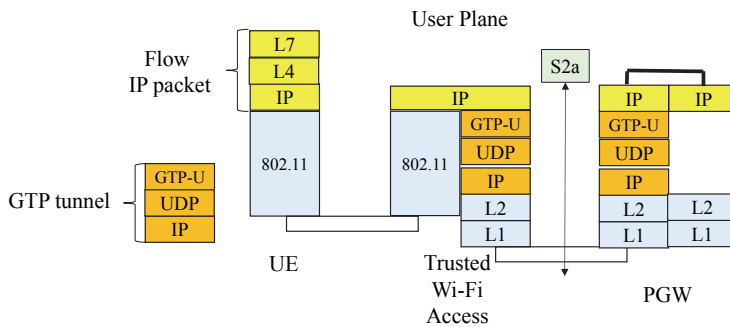 User Plane
Flow
IP packet
L7
L4
IP
802.11
S2a
IP
802.11
GTP-U
UDP
IP
L2
L1
IP
IP
GTP-U
UDP
IP
L2
L2
L1
L1
GTP tunnel
GTP-U
UDP
IP
UE
Trusted
Wi-Fi
Access
PGW